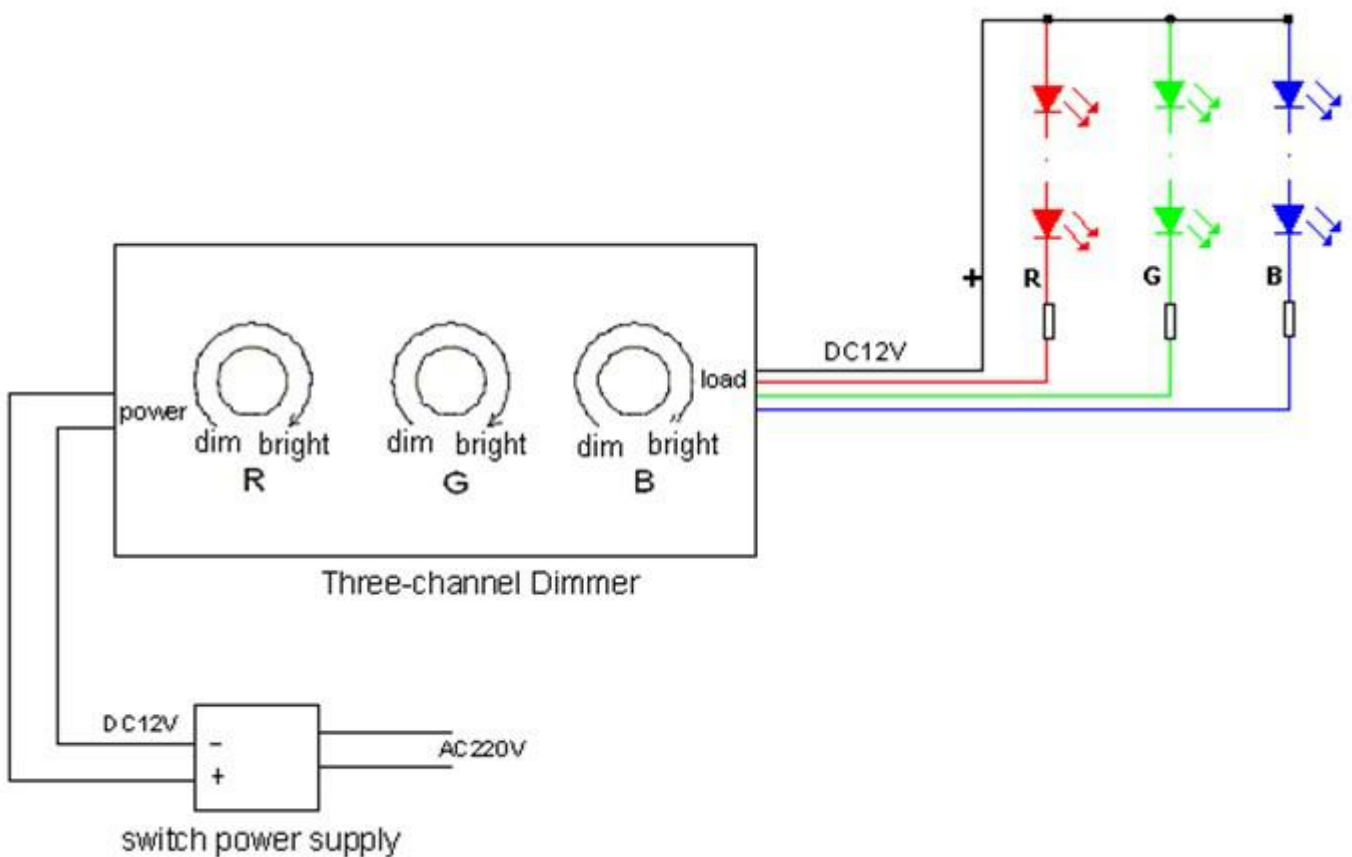 + R G B
DC12V
load
power
dim bright
R
dim bright
G
dim bright
B
Three-channel Dimmer
DC12V
-
+
AC220V
switch power supply